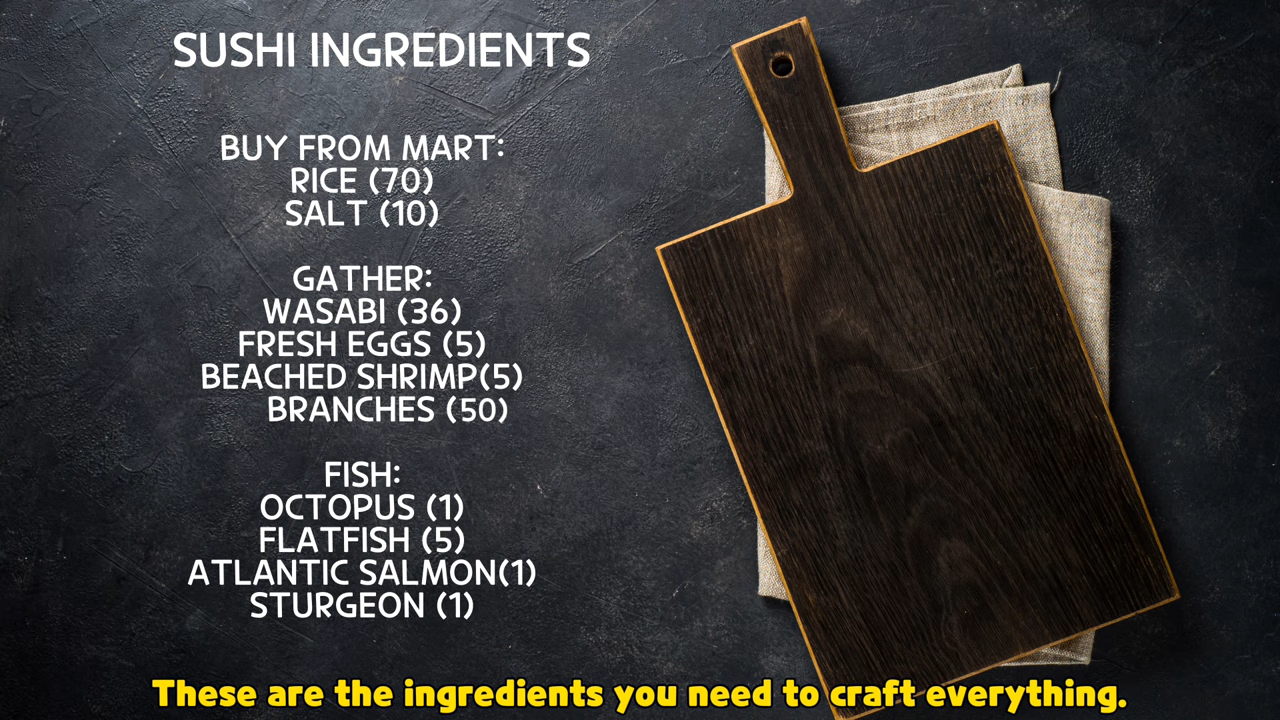 SUSHI INGREDIENTS
BUY FROM MART:
RICE (70)
SALT (10)
GATHER:
WASABI (36)
FRESH EGGS (5)
BEACHED SHRIMP(5)
BRANCHES (50)
FISH:
OCTOPUS (1)
FLATFISH (5)
ATLANTIC SALMON(1)
STURGEON (1)
These are the ingredients you need to craft everything.